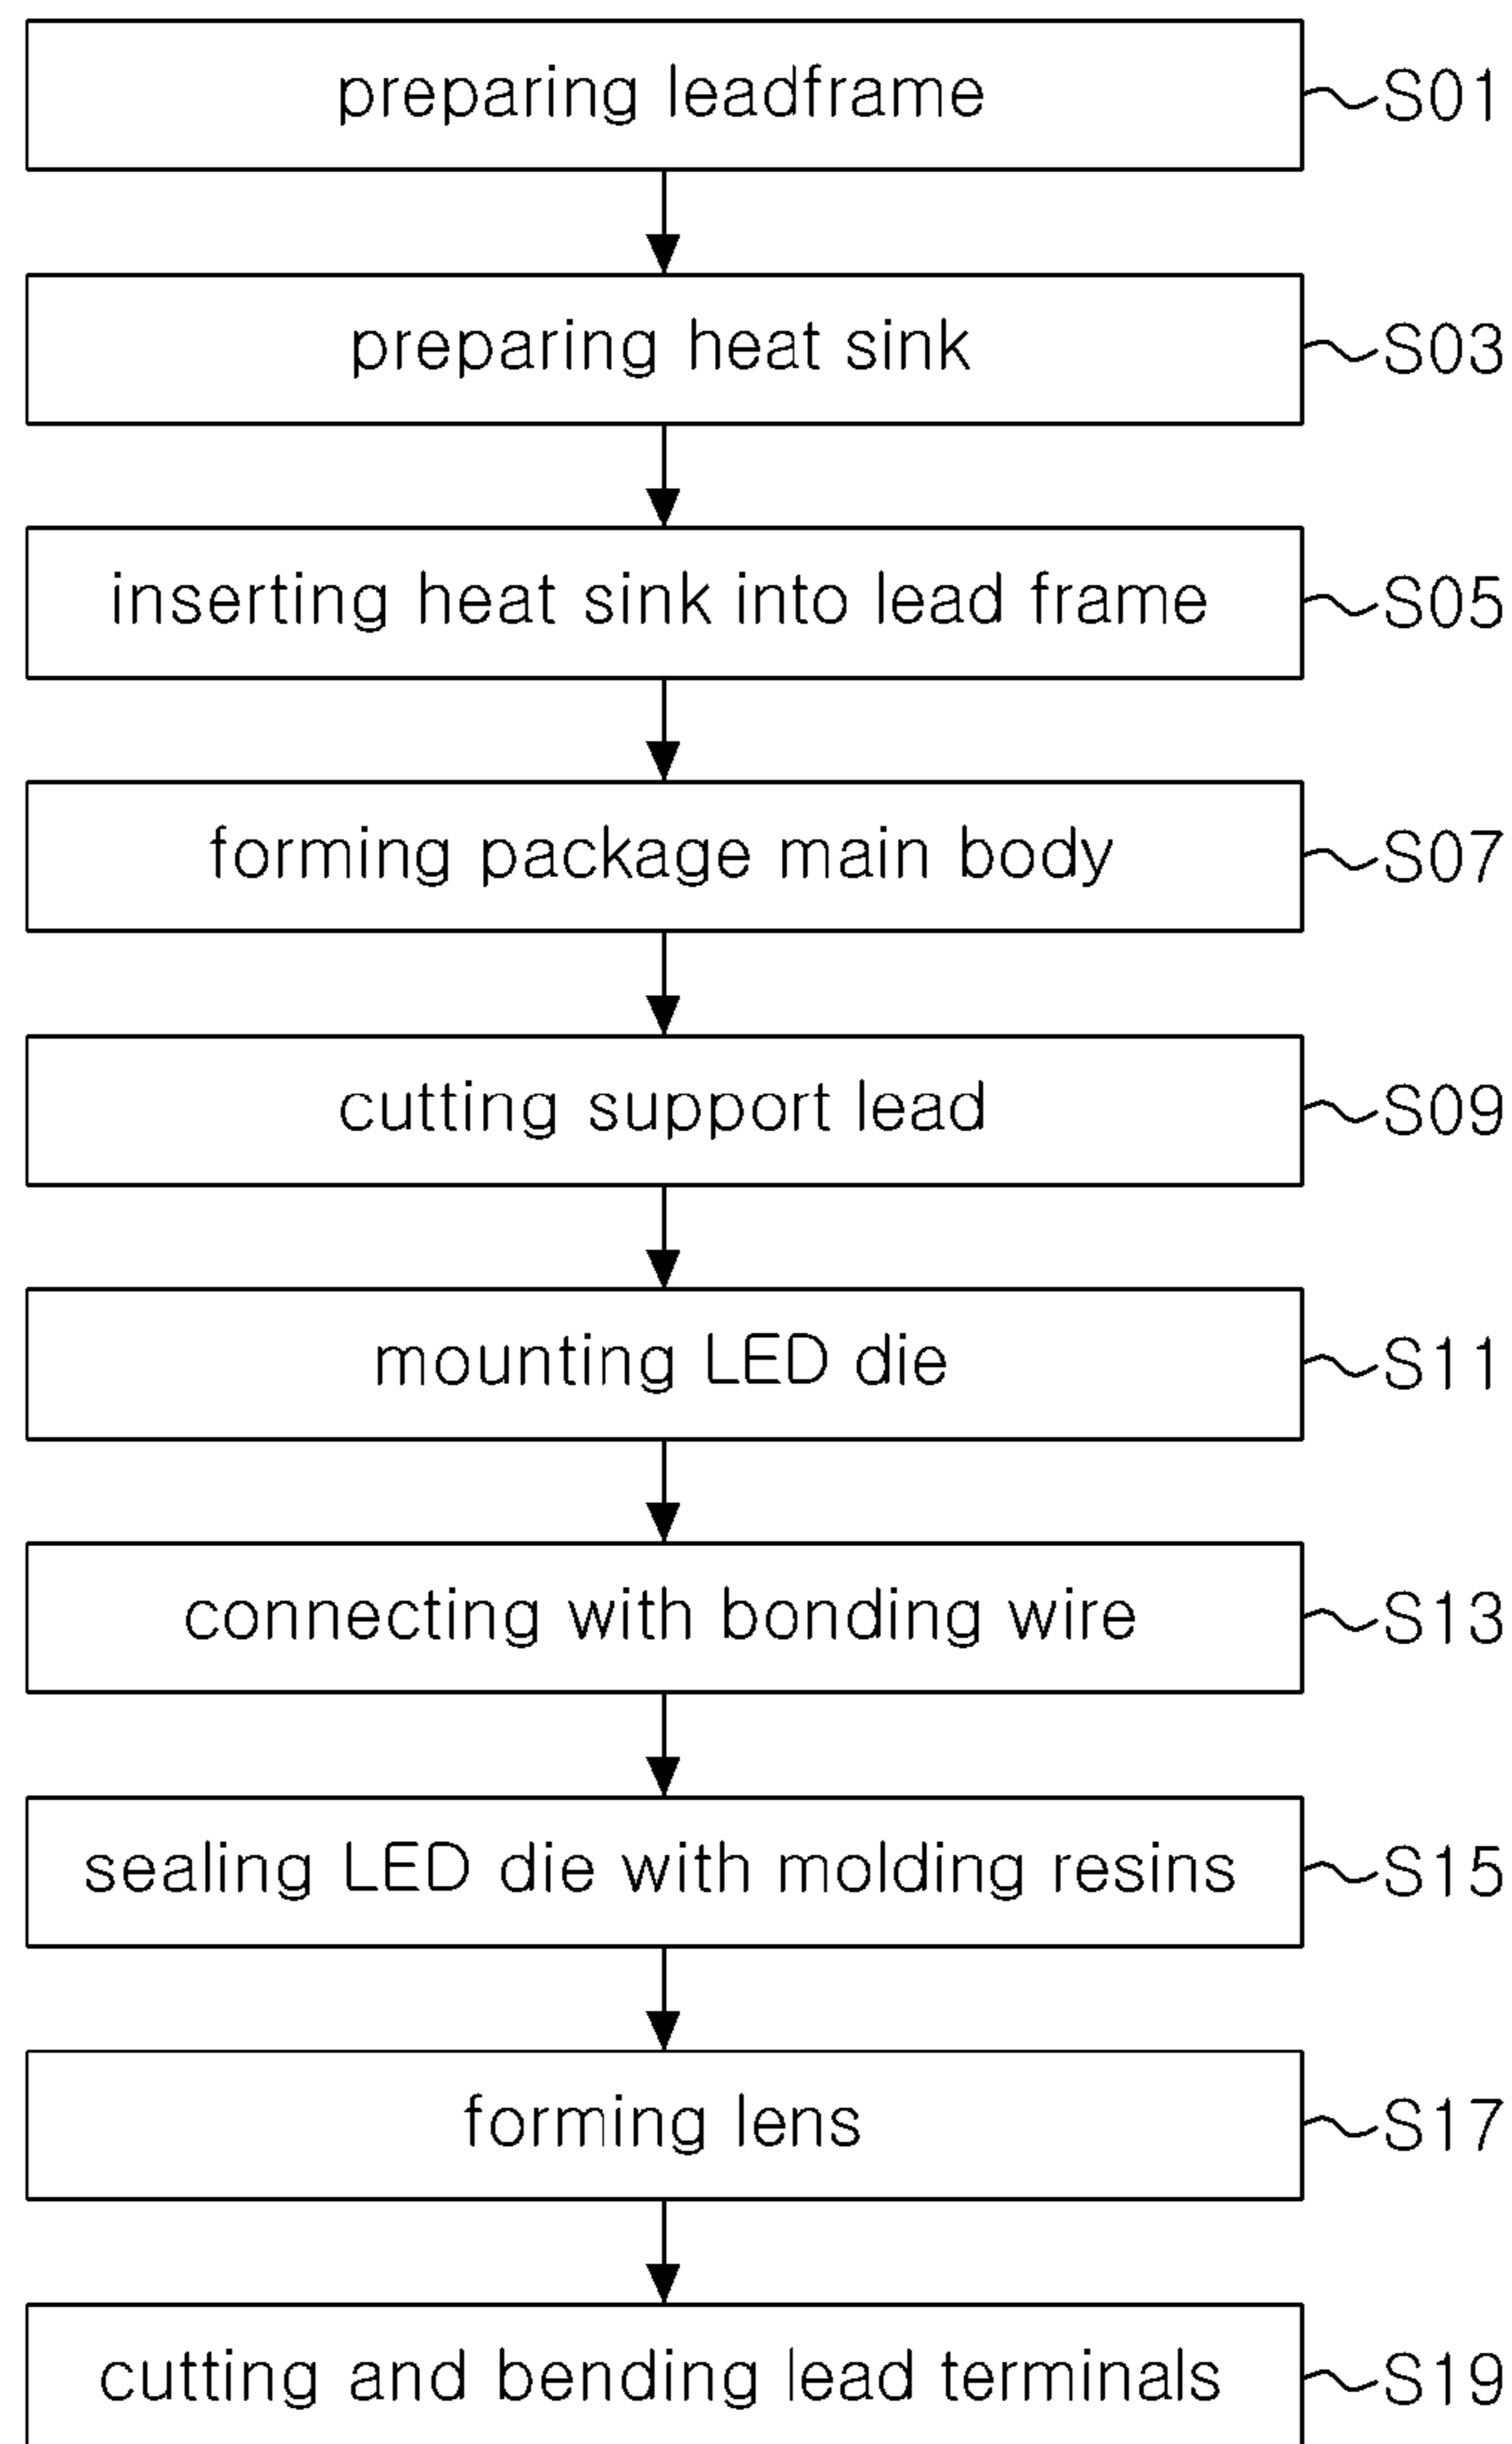 preparing leadframe S01
preparing heat sink S03
inserting heat sink into lead frame S05
forming package main body S07
cutting support lead S09
mounting LED die S11
connecting with bonding wire S13
sealing LED die with molding resins S15
forming lens S17
cutting and bending lead terminals S19